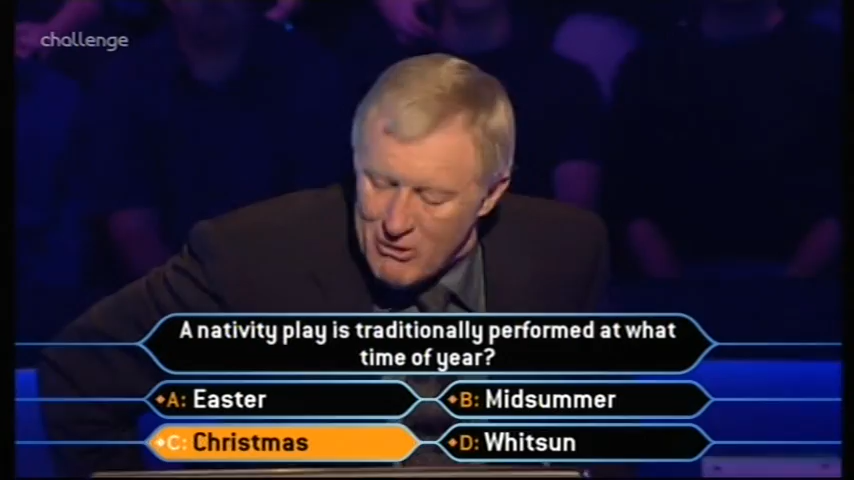 challenge
A nativity play is traditionally performed at what
time of year?
A: Easter
B: Midsummer
C: Christmas
D: Whitsun